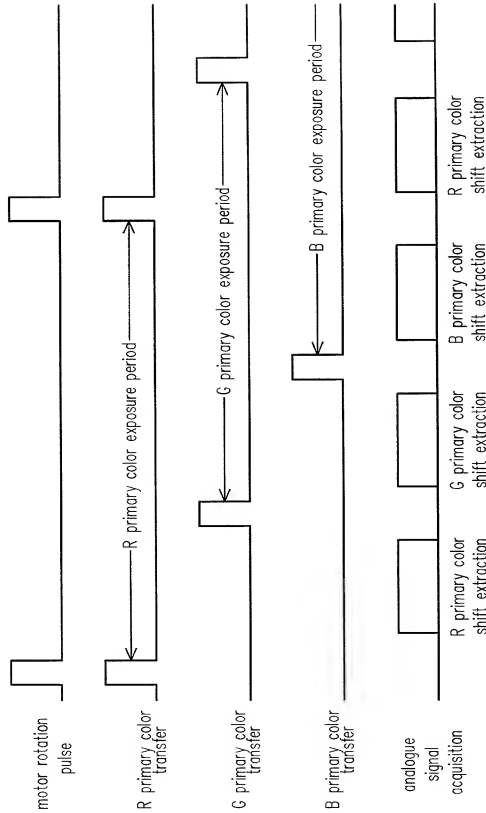 motor rotation
pulse
R primary color
transfer
R primary color exposure period
G primary color
transfer
G primary color exposure period
B primary color
transfer
B primary color exposure period
analogue
signal
acquisition
R primary color
shift extraction
G primary color
shift extraction
B primary color
shift extraction
R primary color
shift extraction